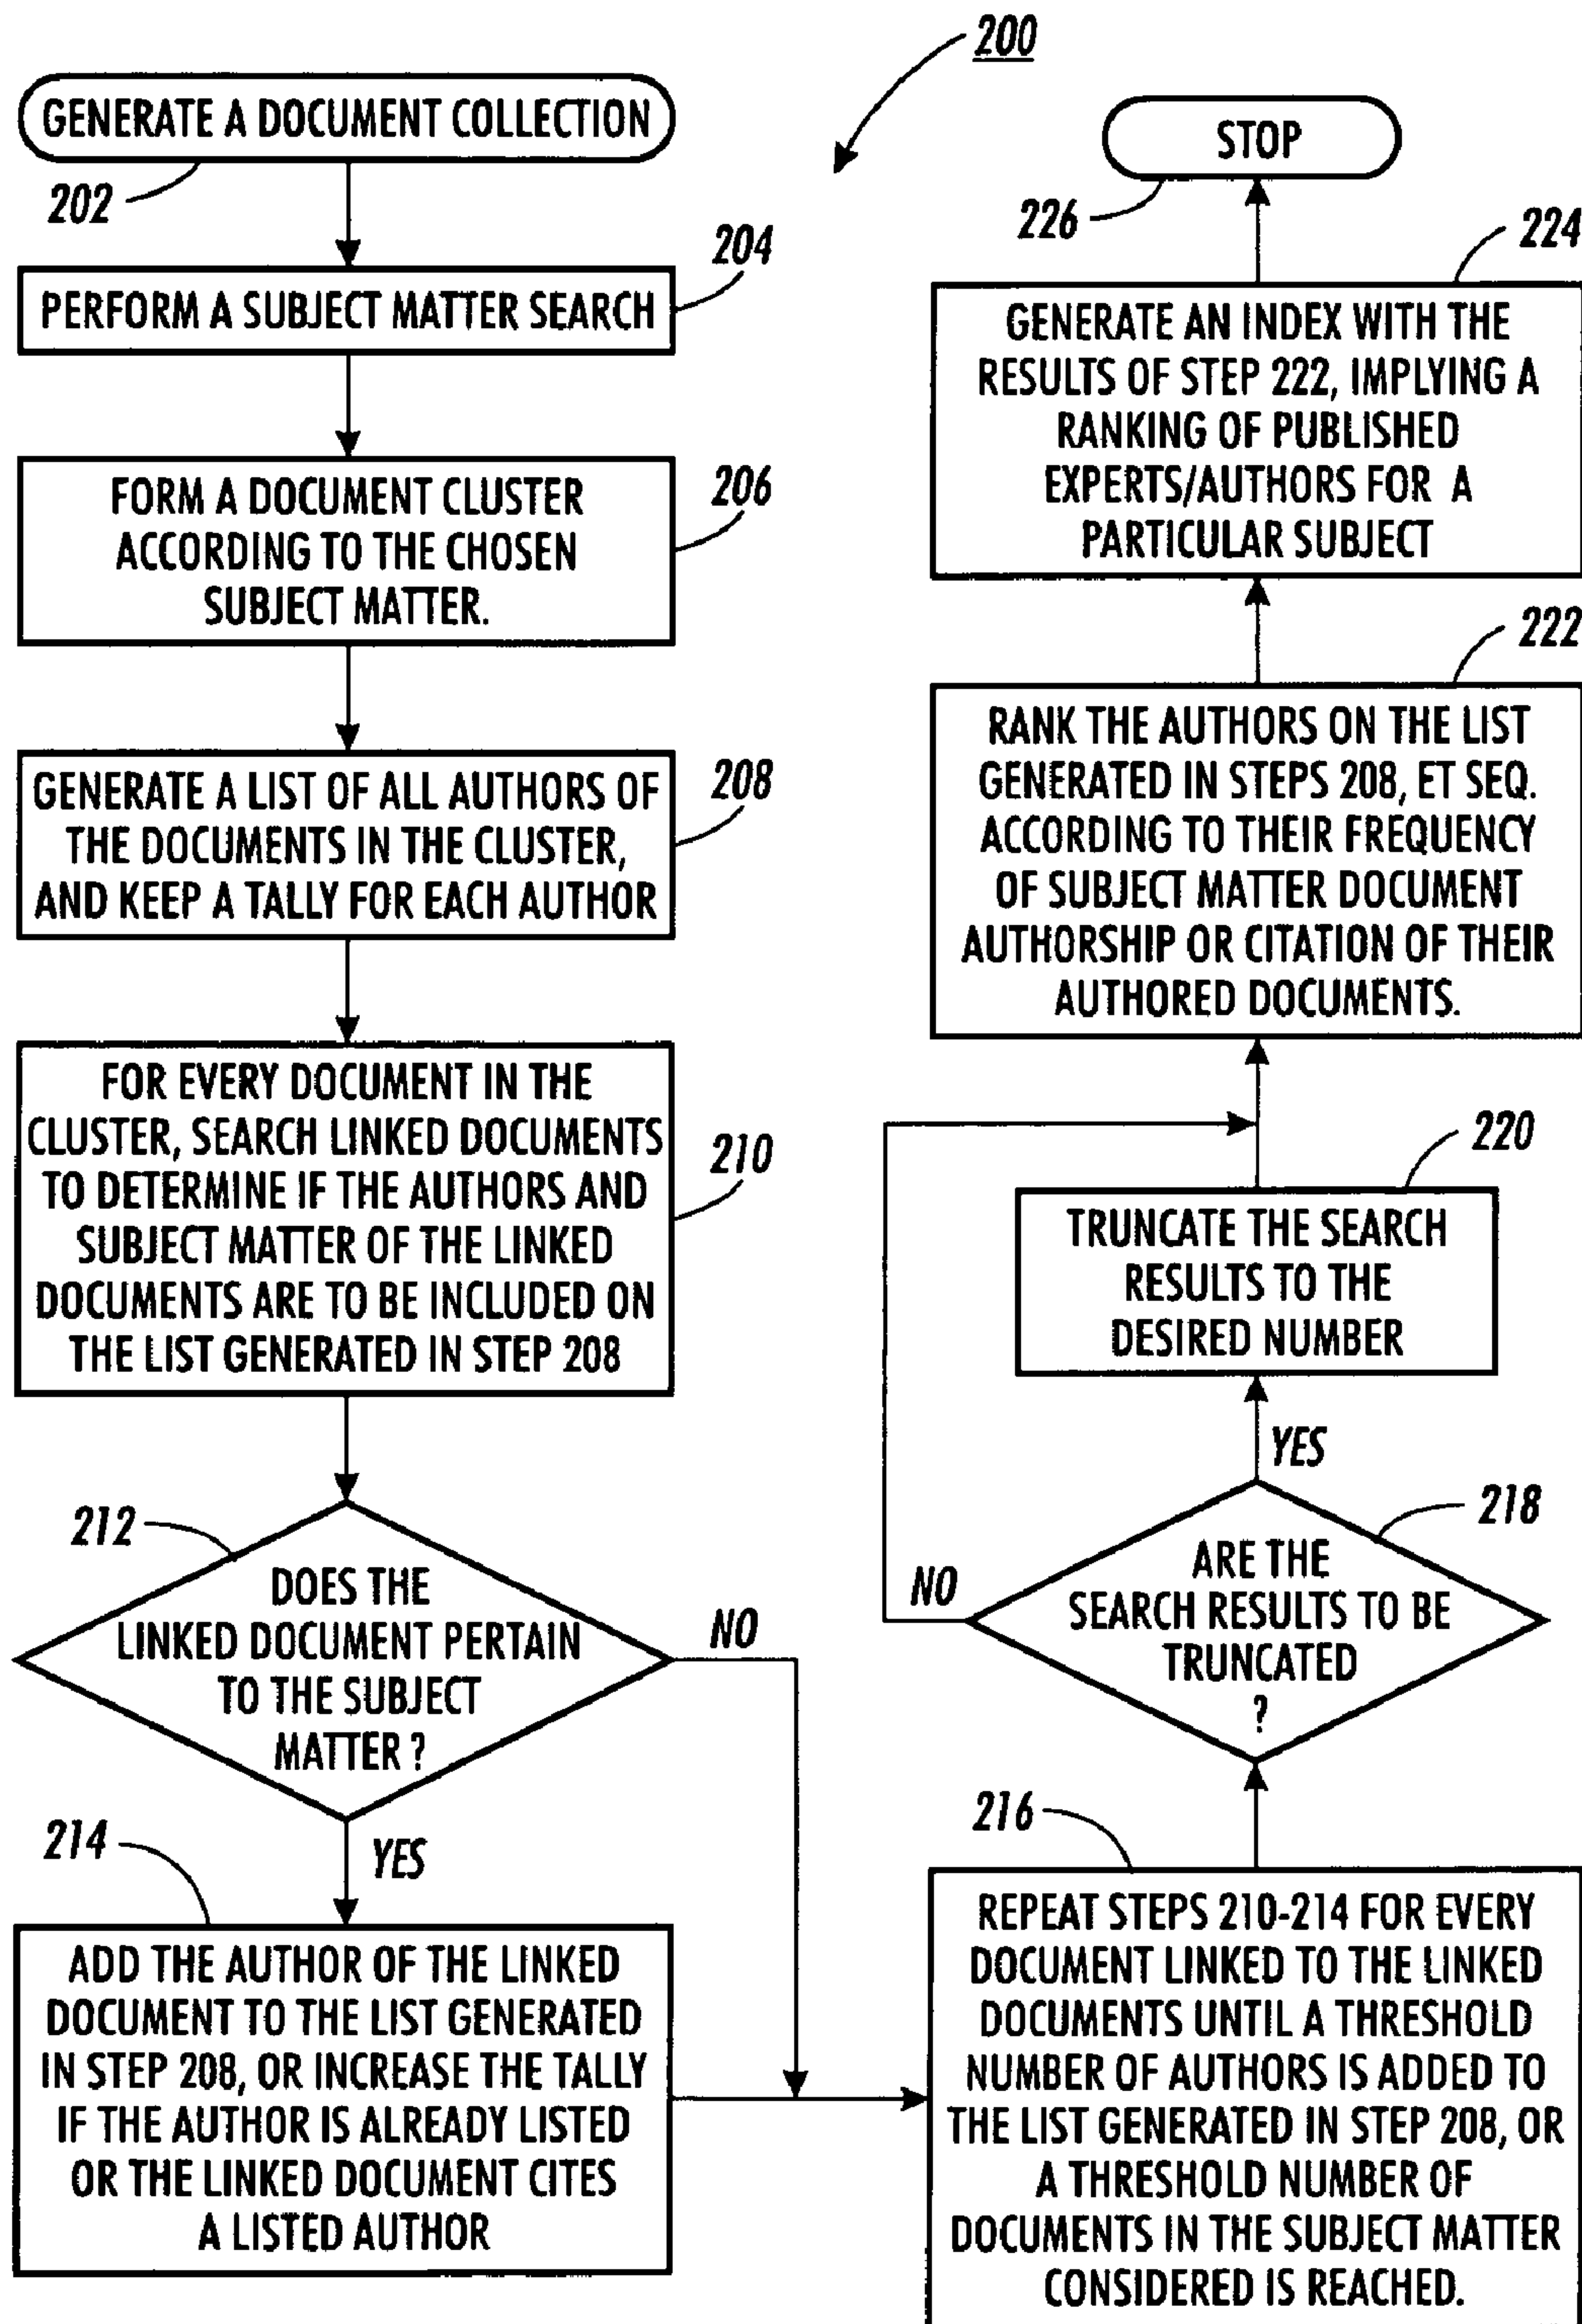 200
GENERATE A DOCUMENT COLLECTION
202
204
PERFORM A SUBJECT MATTER SEARCH
206
FORM A DOCUMENT CLUSTER
ACCORDING TO THE CHOSEN
SUBJECT MATTER.
208
GENERATE A LIST OF ALL AUTHORS OF
THE DOCUMENTS IN THE CLUSTER,
AND KEEP A TALLY FOR EACH AUTHOR
210
FOR EVERY DOCUMENT IN THE
CLUSTER, SEARCH LINKED DOCUMENTS
TO DETERMINE IF THE AUTHORS AND
SUBJECT MATTER OF THE LINKED
DOCUMENTS ARE TO BE INCLUDED ON
THE LIST GENERATED IN STEP 208
212
DOES THE
LINKED DOCUMENT PERTAIN
TO THE SUBJECT
MATTER ?
NO
YES
214
ADD THE AUTHOR OF THE LINKED
DOCUMENT TO THE LIST GENERATED
IN STEP 208, OR INCREASE THE TALLY
IF THE AUTHOR IS ALREADY LISTED
OR THE LINKED DOCUMENT CITES
A LISTED AUTHOR
216
REPEAT STEPS 210-214 FOR EVERY
DOCUMENT LINKED TO THE LINKED
DOCUMENTS UNTIL A THRESHOLD
NUMBER OF AUTHORS IS ADDED TO
THE LIST GENERATED IN STEP 208, OR
A THRESHOLD NUMBER OF
DOCUMENTS IN THE SUBJECT MATTER
CONSIDERED IS REACHED.
218
ARE THE
SEARCH RESULTS TO BE
TRUNCATED
?
NO
YES
220
TRUNCATE THE SEARCH
RESULTS TO THE
DESIRED NUMBER
222
RANK THE AUTHORS ON THE LIST
GENERATED IN STEPS 208, ET SEQ.
ACCORDING TO THEIR FREQUENCY
OF SUBJECT MATTER DOCUMENT
AUTHORSHIP OR CITATION OF THEIR
AUTHORED DOCUMENTS.
224
GENERATE AN INDEX WITH THE
RESULTS OF STEP 222, IMPLYING A
RANKING OF PUBLISHED
EXPERTS/AUTHORS FOR A
PARTICULAR SUBJECT
226
STOP